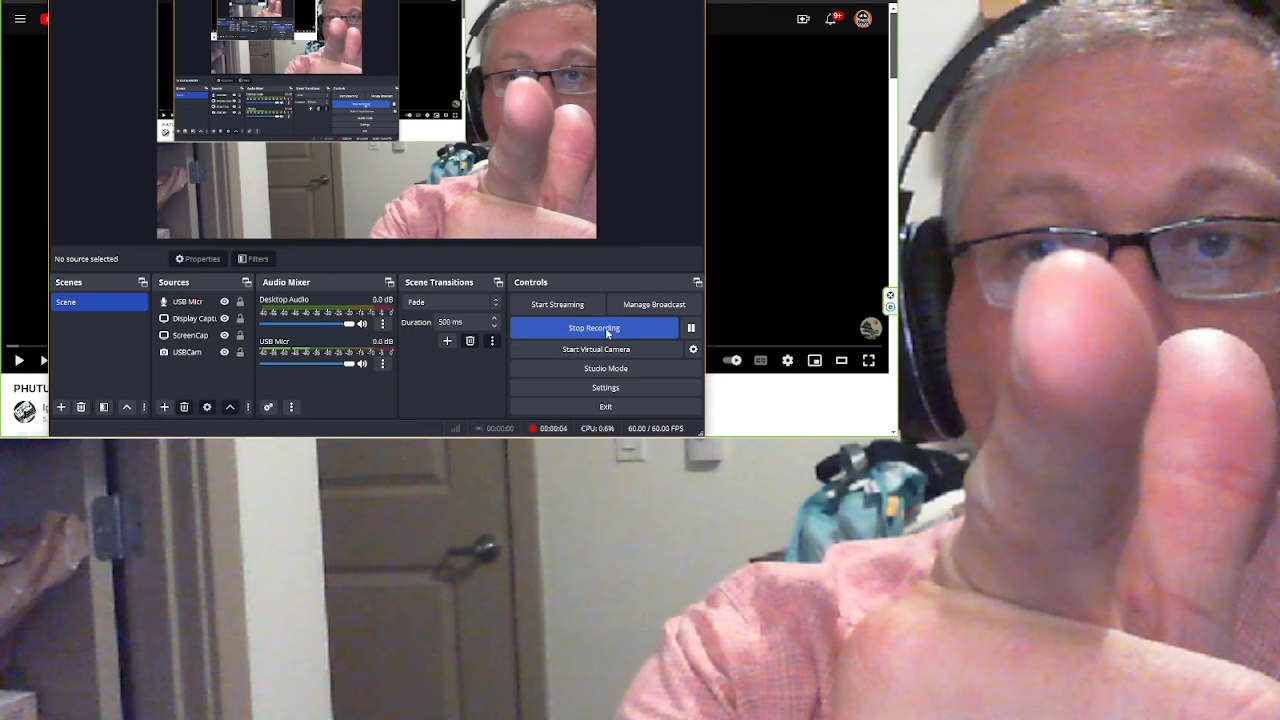 9+
No source selected
Properties
Filters
Scenes
Sources
Audio Mixer
Scene Transitions
Controls
Scene
USB Micr
Display Captu
ScreenCap
USBCam
Desktop Audio 0.0 dB
USB Micr 0.0 dB
Fade
Duration 500 ms
Start Streaming
Manage Broadcast
Stop Recording
Start Virtual Camera
Studio Mode
Settings
Exit
00:00:00
00:00:04
CPU: 0.6%
60.00 / 60.00 FPS
PHUTU